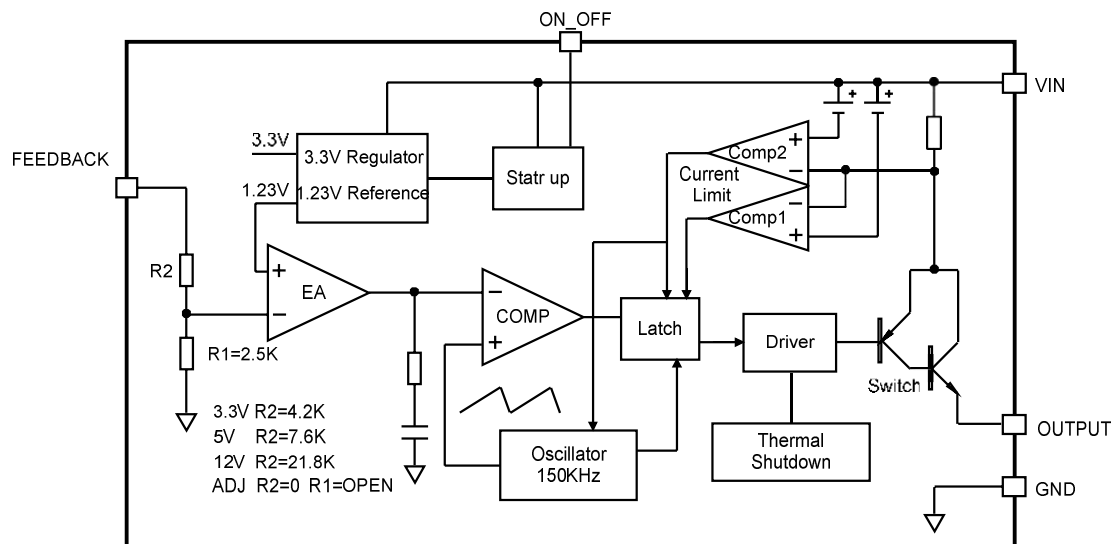 ON_OFF
VIN
3.3V
FEEDBACK
3.3V Regulator
Comp2
Statr up
Current
Limit
1.23V
1.23V Reference
Comp1
R2
EA
COMP
Latch
Driver
R1=2.5K
Switch
3.3V R2=4.2K
5V R2=7.6K
12V R2=21.8K
ADJ R2=0 R1=OPEN
Oscillator
150KHz
Thermal
Shutdown
OUTPUT
GND